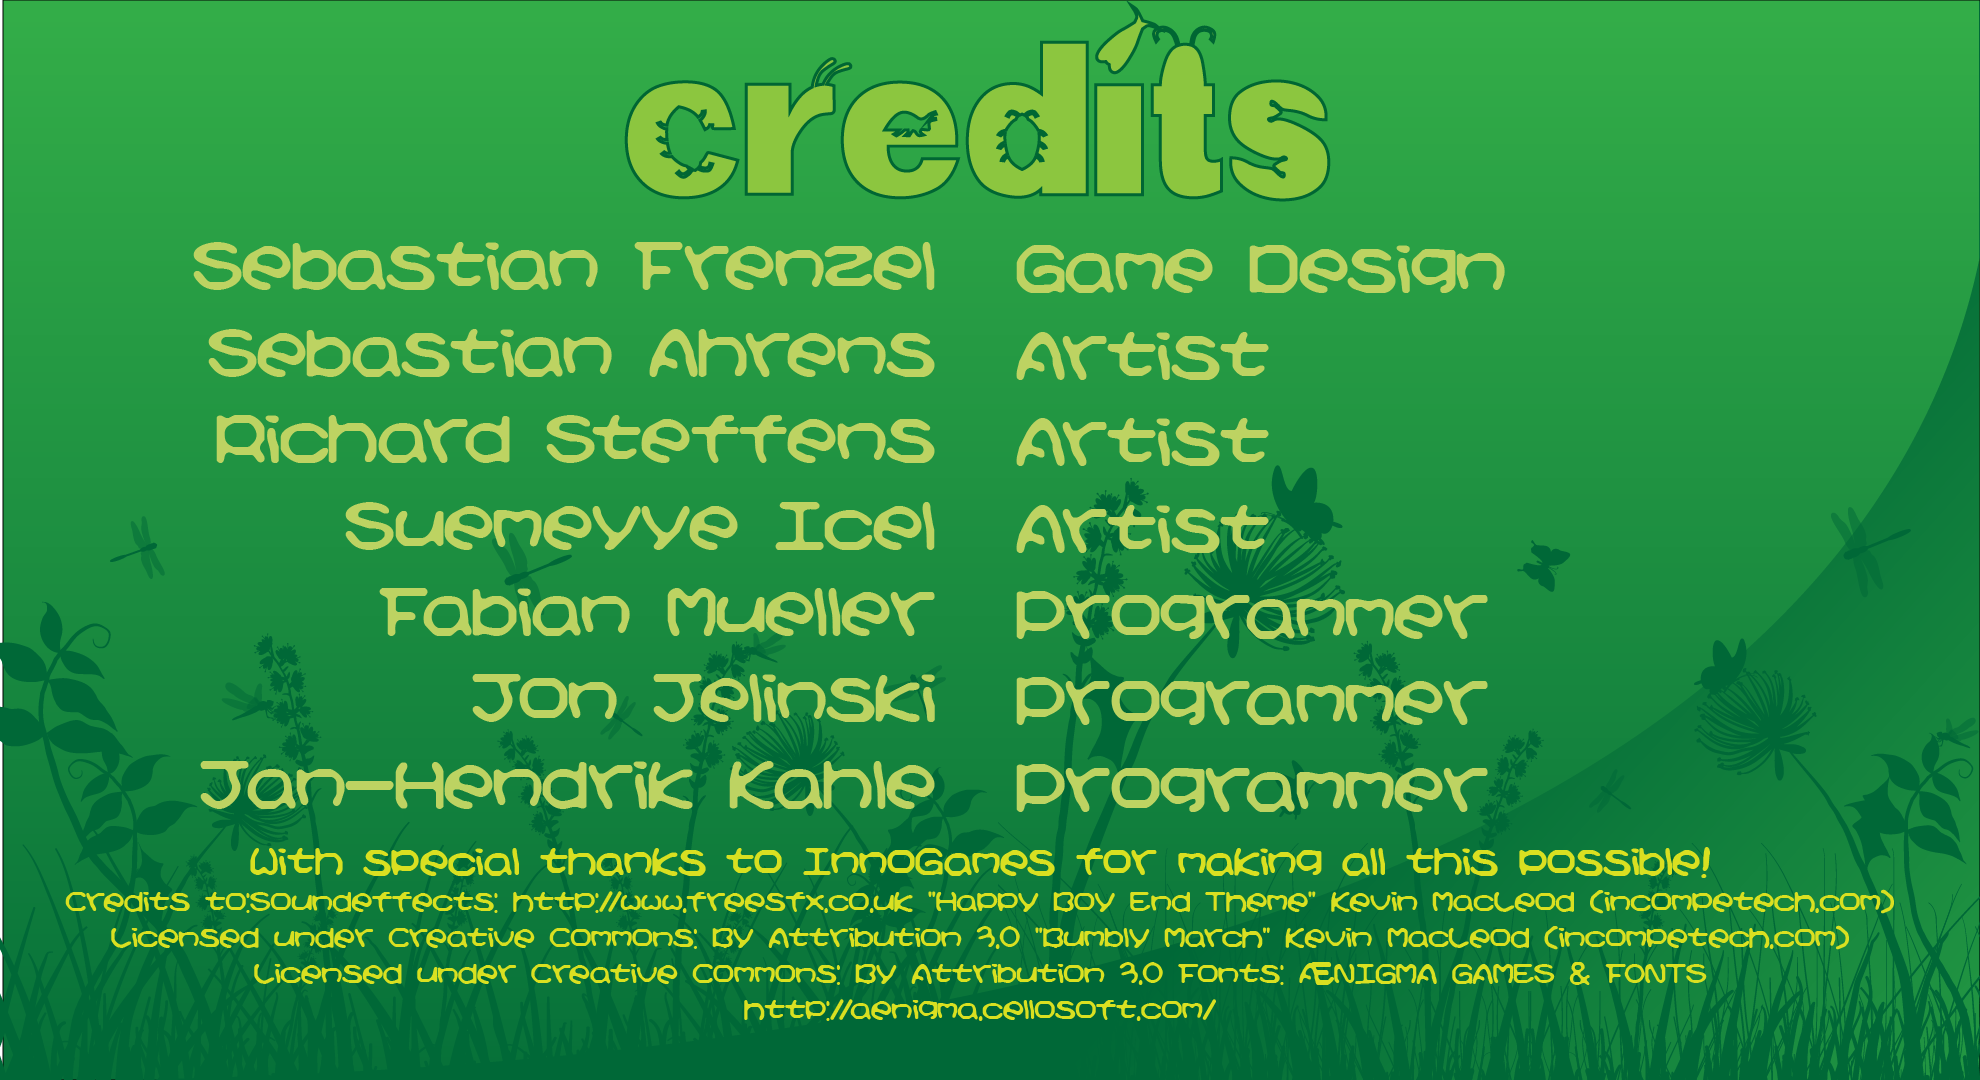 credits
Sebastian Frenzel Game Design
Sebastian Ahrens Artist
Richard Steffens Artist
Suemeyye Icel Artist
Fabian Mueller Programmer
Jon Jelinski Programmer
Jan-Hendrik Kahle Programmer
With special thanks to InnoGames for making all this possible!
Credits to:Soundeffects: http://www.freesfx.co.uk "Happy Boy End Theme" Kevin MacLeod (incompetech.com)
Licensed under Creative Commons: By Attribution 3.0 "Bumbly March" Kevin MacLeod (incompetech.com)
Licensed under Creative Commons: By Attribution 3.0 Fonts: ÆNIGMA GAMES & FONTS
http://aenigma.cellosoft.com/